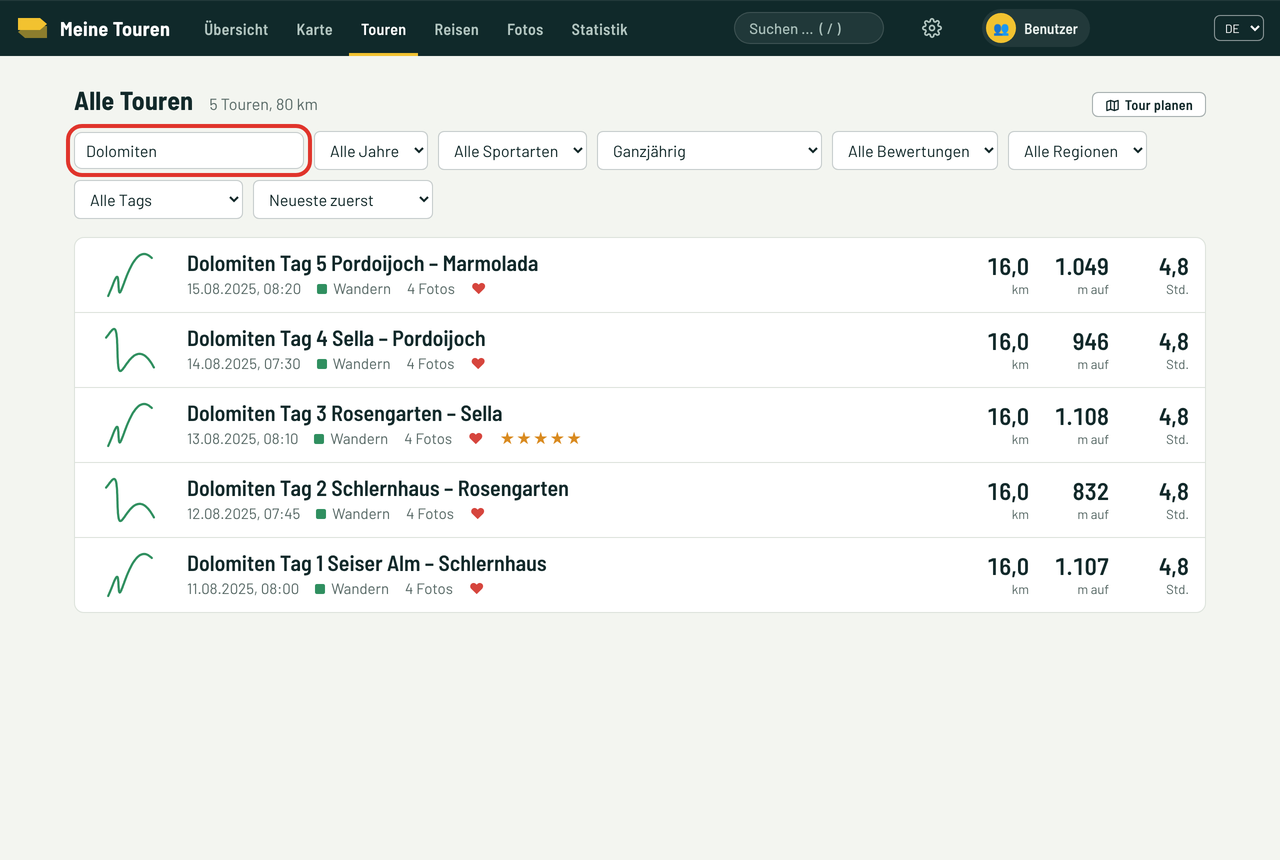 Meine Touren Übersicht Karte Touren Reisen Fotos Statistik Suchen … ( / ) Benutzer DE
Alle Touren 5 Touren, 80 km Tour planen
Dolomiten Alle Jahre Alle Sportarten Ganzjährig Alle Bewertungen Alle Regionen
Alle Tags Neueste zuerst
Dolomiten Tag 5 Pordoijoch – Marmolada 16,0 1.049 4,8
15.08.2025, 08:20 Wandern 4 Fotos km m auf Std.
Dolomiten Tag 4 Sella – Pordoijoch 16,0 946 4,8
14.08.2025, 07:30 Wandern 4 Fotos km m auf Std.
Dolomiten Tag 3 Rosengarten – Sella 16,0 1.108 4,8
13.08.2025, 08:10 Wandern 4 Fotos ★★★★★ km m auf Std.
Dolomiten Tag 2 Schlernhaus – Rosengarten 16,0 832 4,8
12.08.2025, 07:45 Wandern 4 Fotos km m auf Std.
Dolomiten Tag 1 Seiser Alm – Schlernhaus 16,0 1.107 4,8
11.08.2025, 08:00 Wandern 4 Fotos km m auf Std.